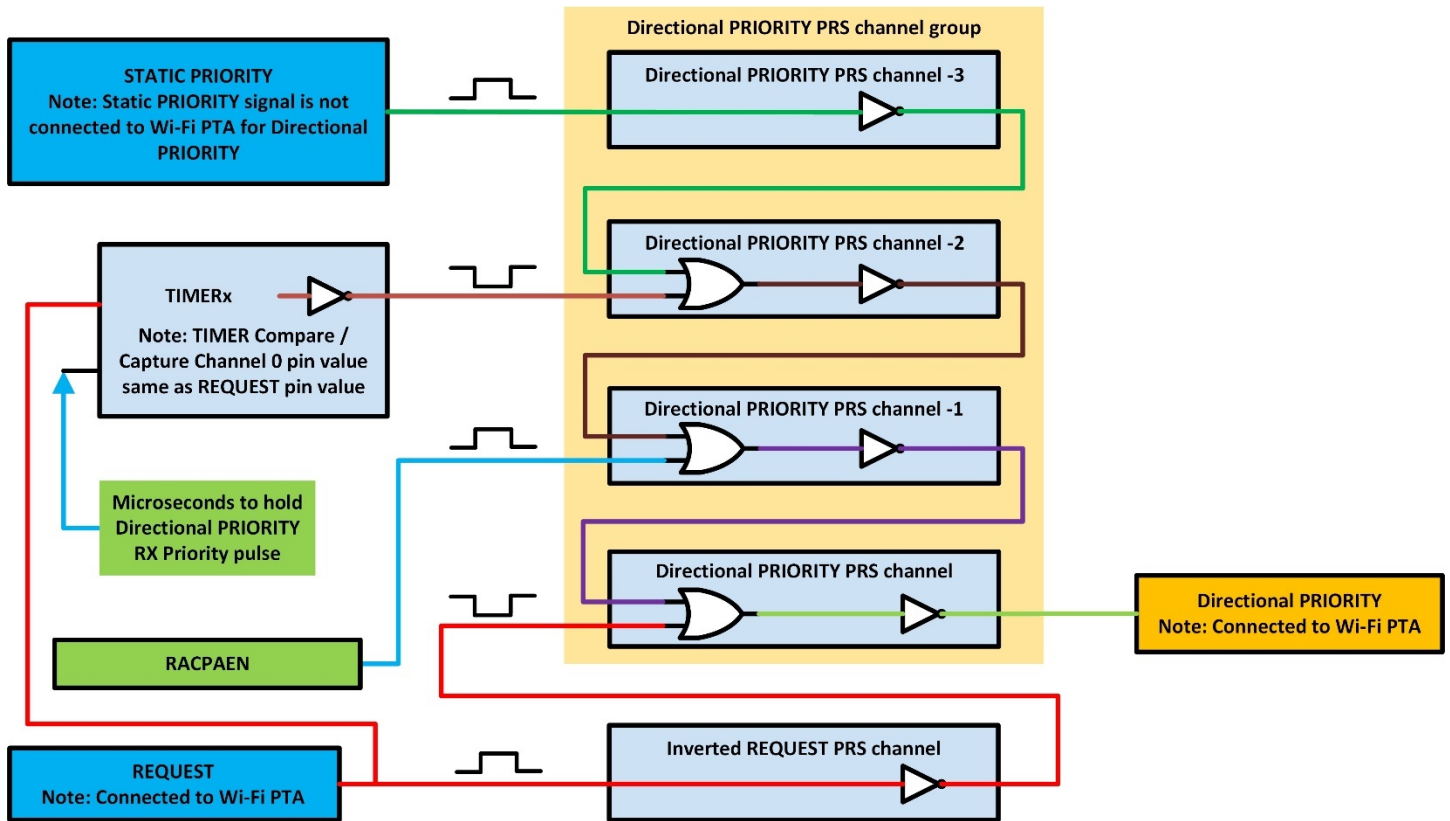 Directional PRIORITY PRS channel group
STATIC PRIORITY
Note: Static PRIORITY signal is not
connected to Wi-Fi PTA for Directional
PRIORITY
Directional PRIORITY PRS channel -3
Directional PRIORITY PRS channel -2
TIMERx
Note: TIMER Compare /
Capture Channel 0 pin value
same as REQUEST pin value
Directional PRIORITY PRS channel -1
Microseconds to hold
Directional PRIORITY
RX Priority pulse
Directional PRIORITY PRS channel
Directional PRIORITY
Note: Connected to Wi-Fi PTA
RACPAEN
Inverted REQUEST PRS channel
REQUEST
Note: Connected to Wi-Fi PTA